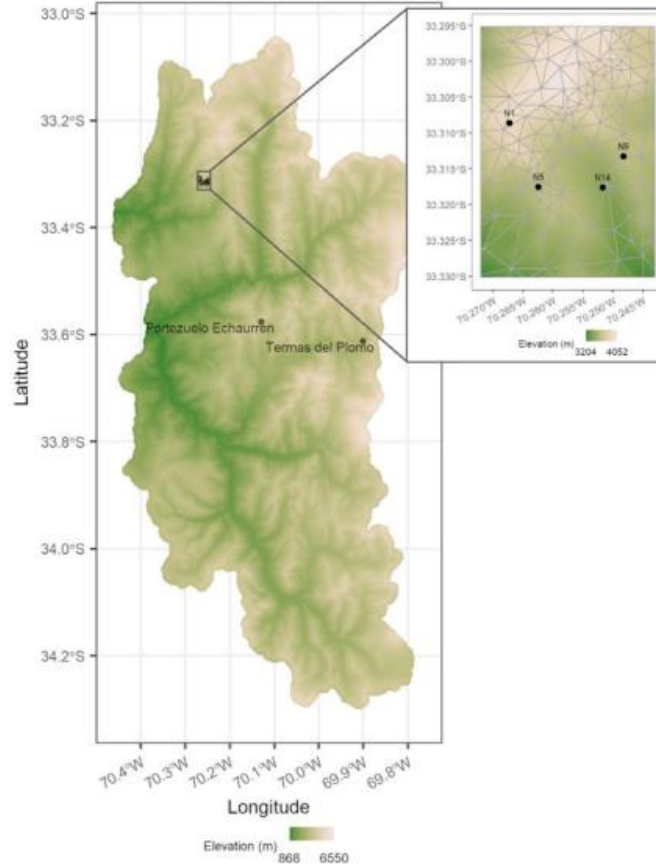 33.0°S
33.2°S
33.4°S
33.6°S
33.8°S
34.0°S
34.2°S
Latitude
Portezuelo Echaurren
Termas del Plomo
70.4°W
70.3°W
70.2°W
70.1°W
70.0°W
69.9°W
69.8°W
Longitude
Elevation (m)
868 6550
33.295°S
33.300°S
33.305°S
33.310°S
33.315°S
33.320°S
33.325°S
33.330°S
N1
N5
N14
70.270°W
70.265°W
70.260°W
70.255°W
70.250°W
70.245°W
Elevation (m)
3204 4052